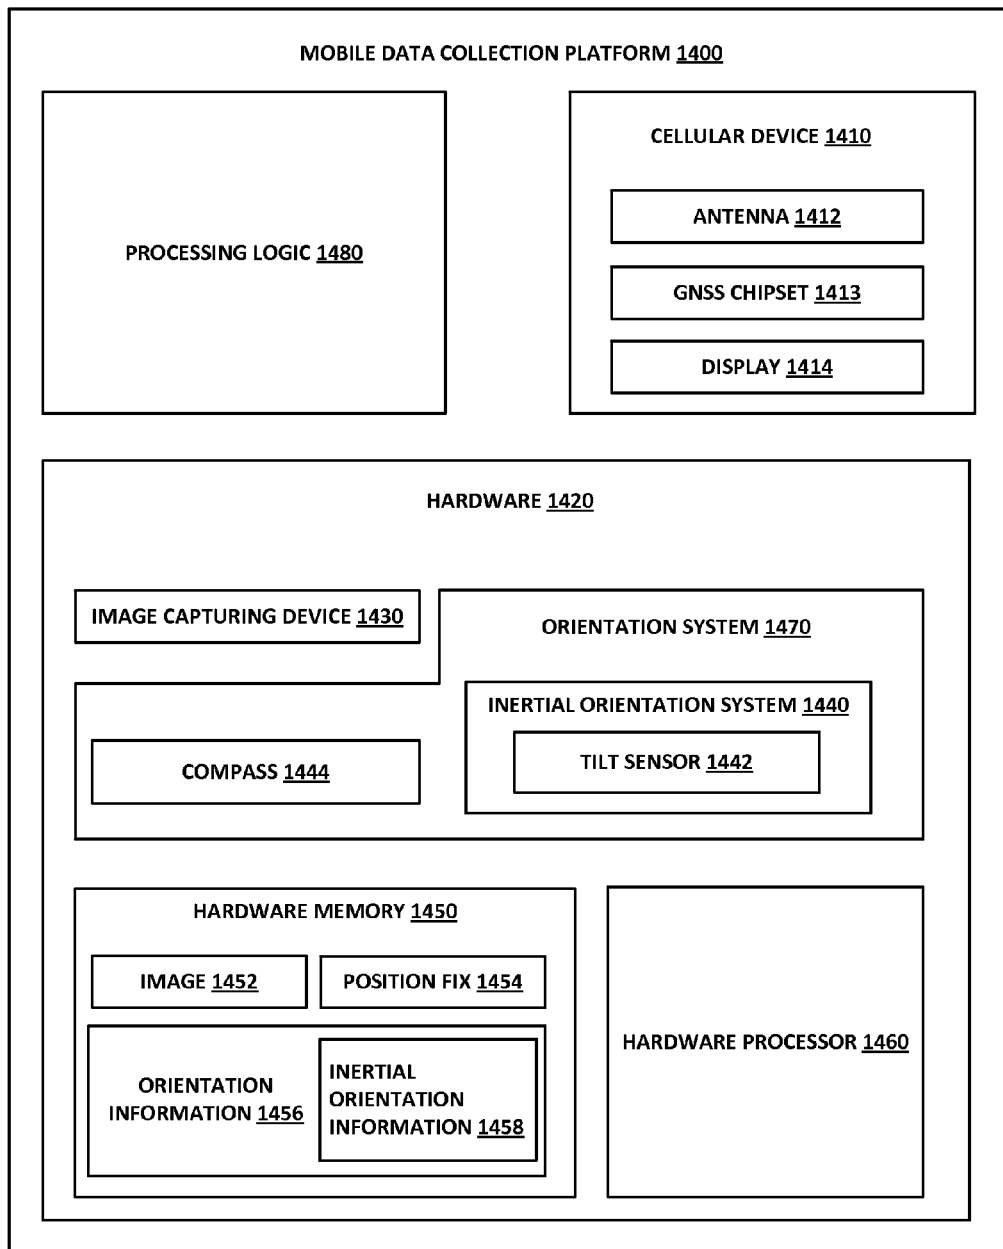 MOBILE DATA COLLECTION PLATFORM 1400
PROCESSING LOGIC 1480
CELLULAR DEVICE 1410
ANTENNA 1412
GNSS CHIPSET 1413
DISPLAY 1414
HARDWARE 1420
IMAGE CAPTURING DEVICE 1430
ORIENTATION SYSTEM 1470
INERTIAL ORIENTATION SYSTEM 1440
TILT SENSOR 1442
COMPASS 1444
HARDWARE MEMORY 1450
IMAGE 1452
POSITION FIX 1454
ORIENTATION
INFORMATION 1456
INERTIAL
ORIENTATION
INFORMATION 1458
HARDWARE PROCESSOR 1460